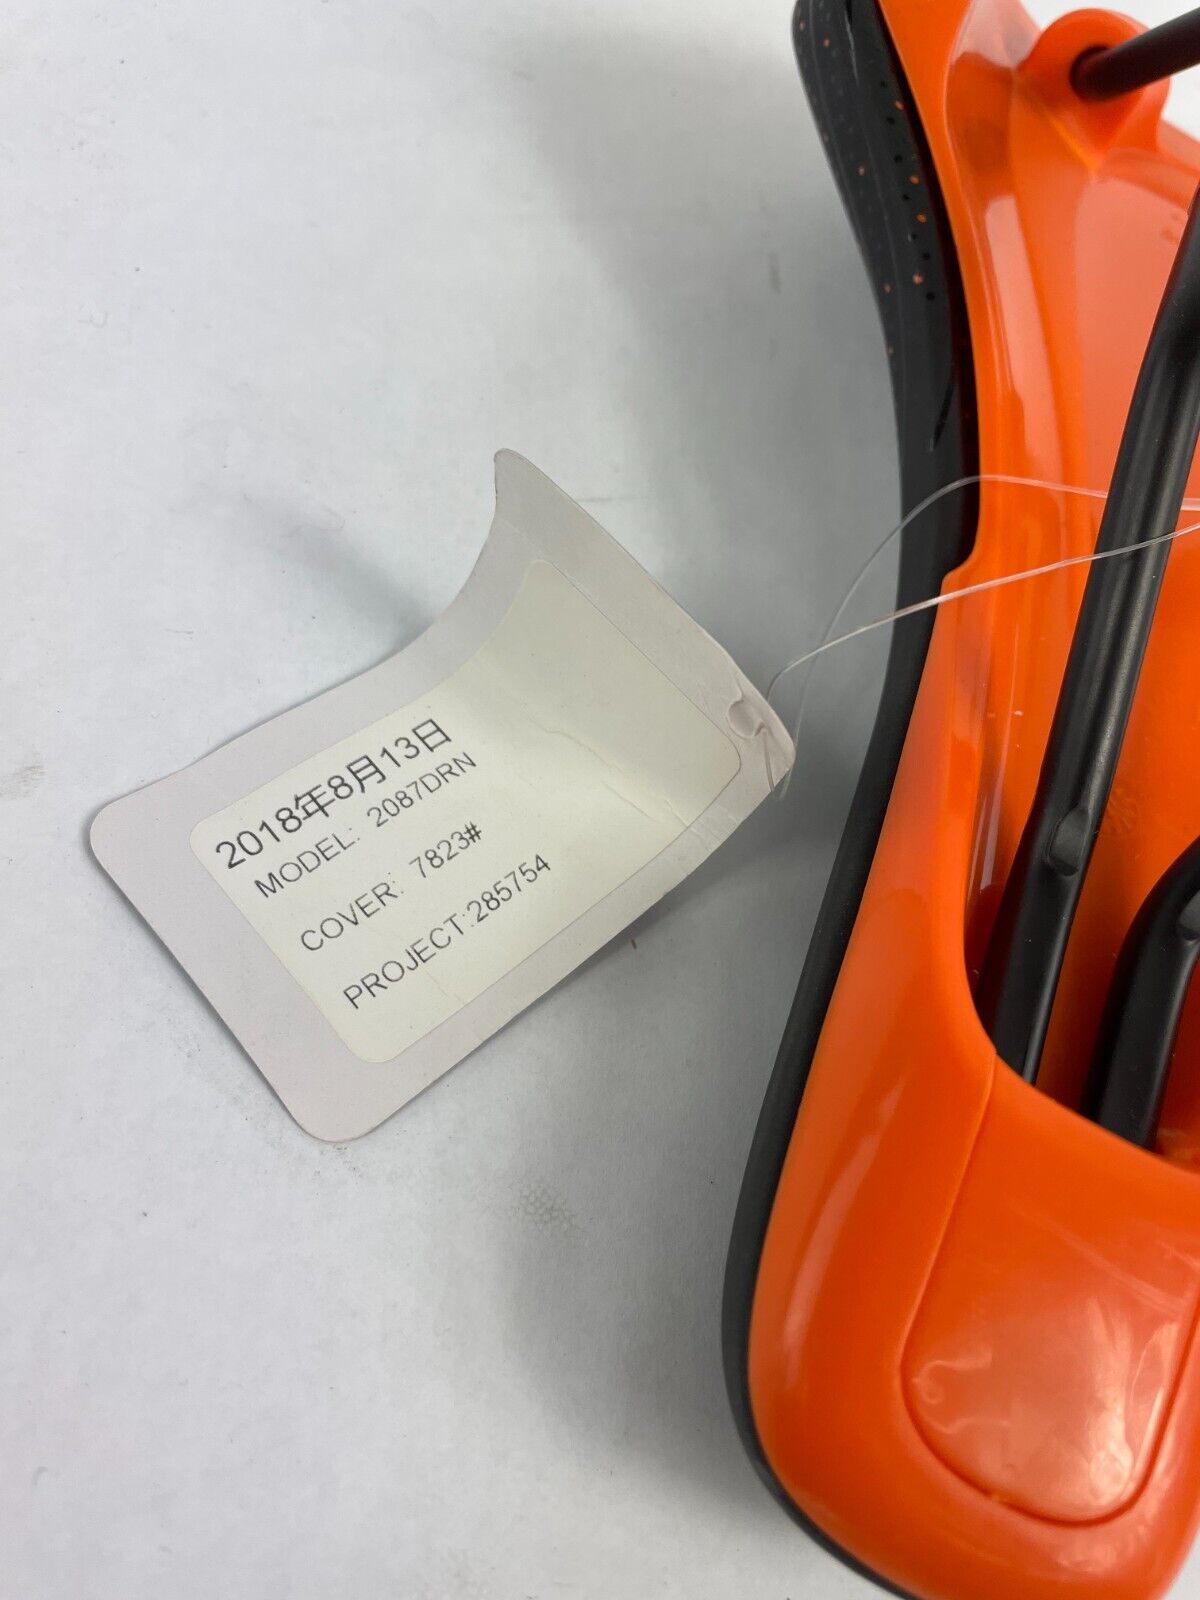 2018年8月13日
MODEL: 2087DRN
COVER: 7823#
PROJECT:285754